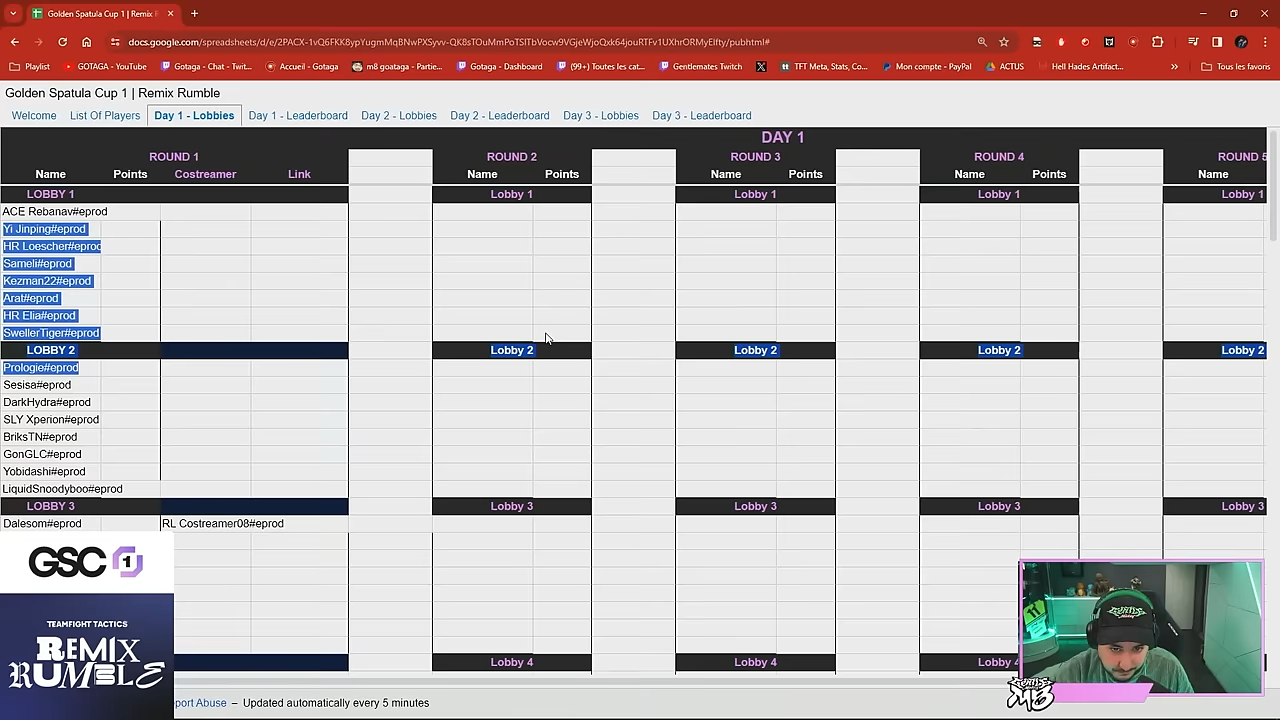 Golden Spatula Cup 1 | Remix R
docs.google.com/spreadsheets/d/e/2PACX-1vQ6FKK8ypYugmMqBNwPXSyvv-QK8sTOuMmPoTSITbVocw9VGjeWjoQxk64jouRTFv1UXhrORMyElfty/pubhtml#
Playlist
GOTAGA - YouTube
Gotaga - Chat - Twit...
Accueil - Gotaga
m8 goataga - Partie...
Gotaga - Dashboard
(99+) Toutes les cat...
Gentlemates Twitch
TFT Meta, Stats, Co...
Mon compte - PayPal
ACTUS
Hell Hades Artifact...
Tous les favoris
Golden Spatula Cup 1 | Remix Rumble
Welcome List Of Players Day 1 - Lobbies Day 1 - Leaderboard Day 2 - Lobbies Day 2 - Leaderboard Day 3 - Lobbies Day 3 - Leaderboard
DAY 1
ROUND 1 ROUND 2 ROUND 3 ROUND 4 ROUND 5
Name Points Costreamer Link Name Points Name Points Name Points Name
LOBBY 1 Lobby 1 Lobby 1 Lobby 1 Lobby 1
ACE Rebanav#eprod
Yi Jinping#eprod
HR Loescher#eprod
Sameli#eprod
Kezman22#eprod
Arat#eprod
HR Elia#eprod
SwellerTiger#eprod
LOBBY 2 Lobby 2 Lobby 2 Lobby 2 Lobby 2
Prologie#eprod
Sesisa#eprod
DarkHydra#eprod
SLY Xperion#eprod
BriksTN#eprod
GonGLC#eprod
Yobidashi#eprod
LiquidSnoodyboo#eprod
LOBBY 3 Lobby 3 Lobby 3 Lobby 3 Lobby 3
Dalesom#eprod RL Costreamer08#eprod
Lobby 4 Lobby 4 Lobby 4
GSC 1
TEAMFIGHT TACTICS
REMIX
RUMBLE
port Abuse – Updated automatically every 5 minutes